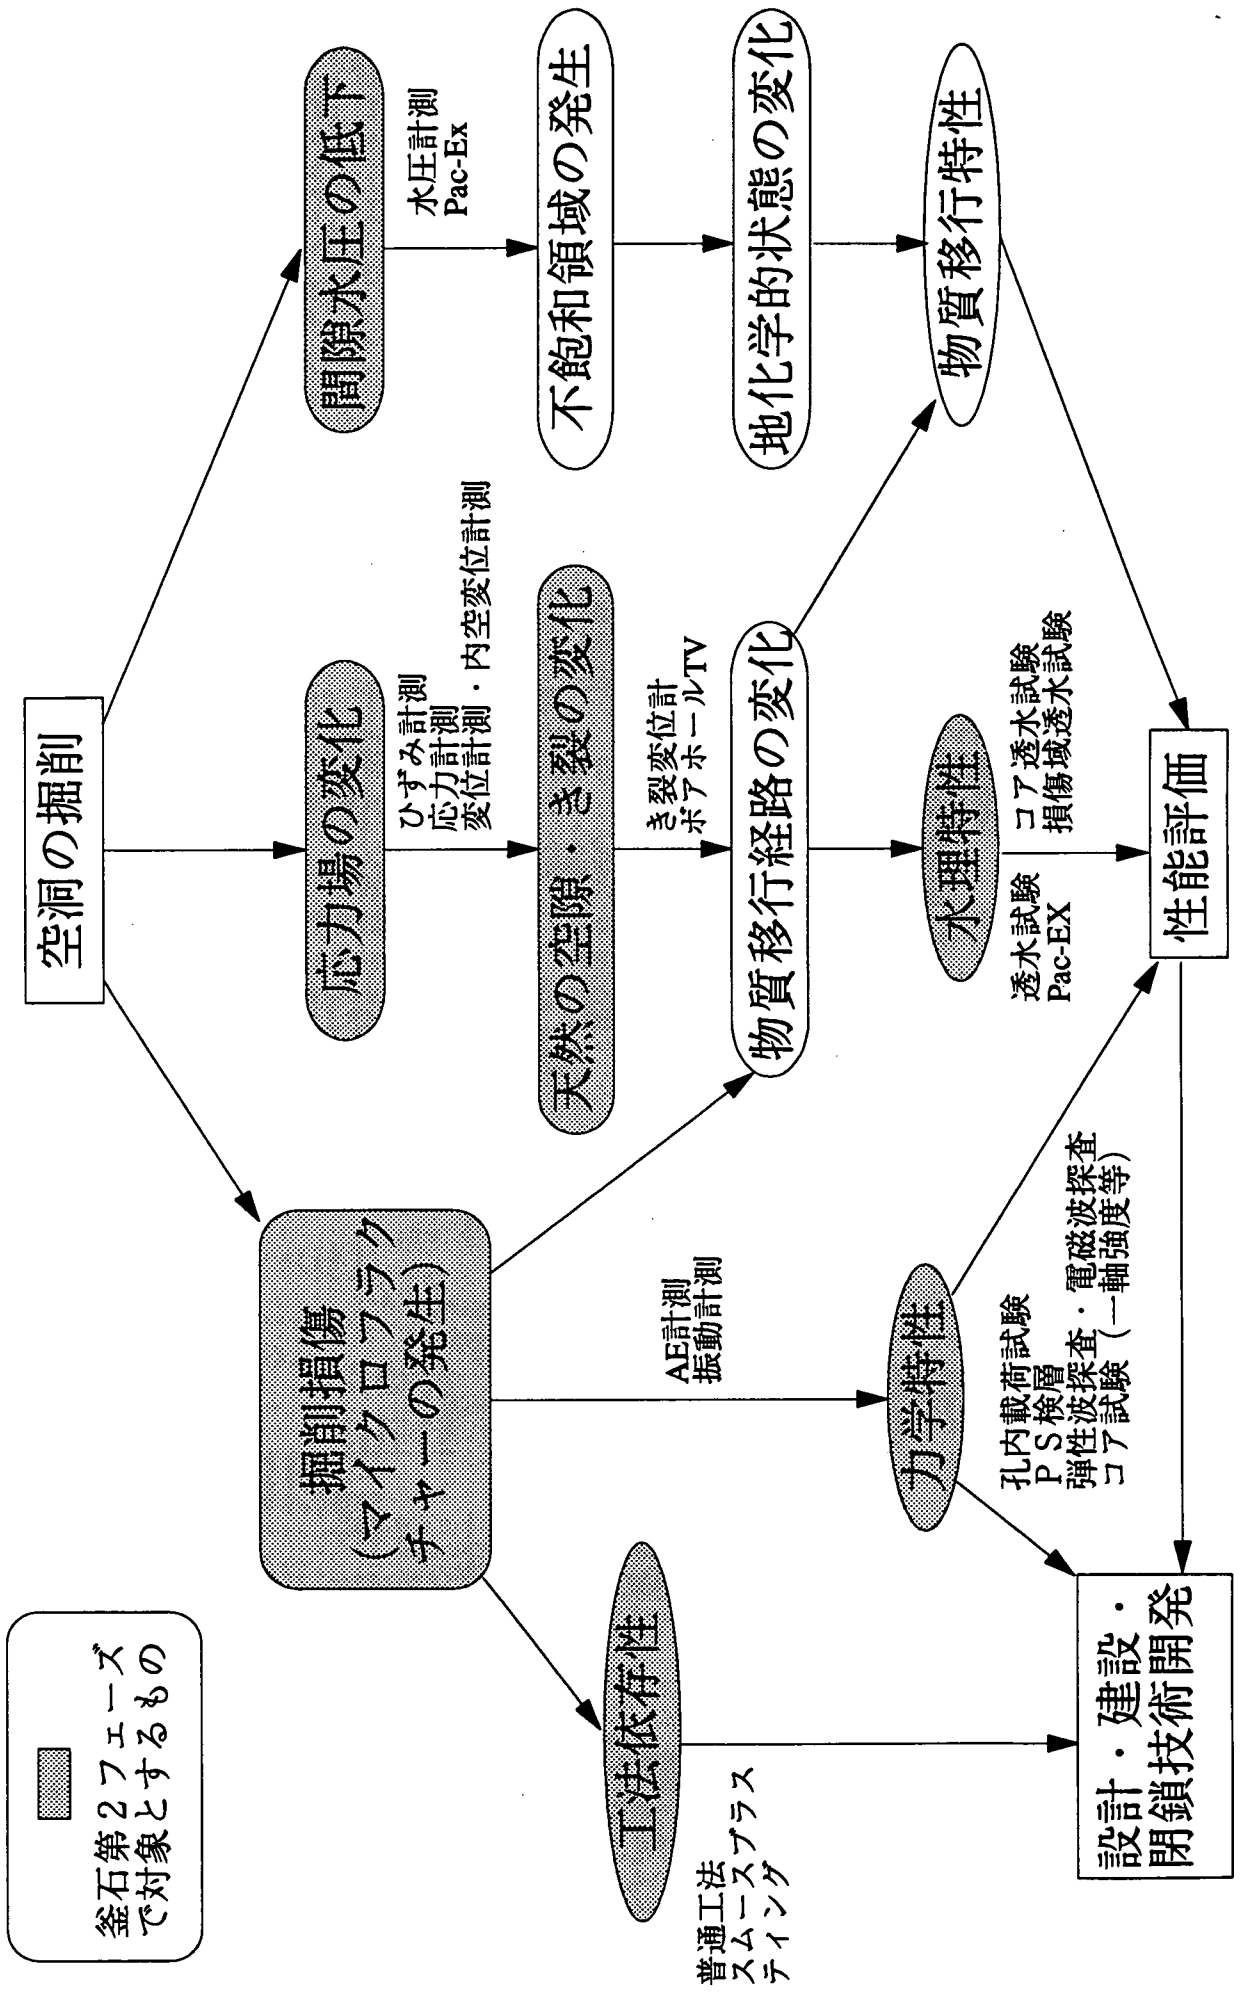 釜石第２フェーズ
で対象とするもの
空洞の掘削
掘削損傷
(マイクロフラク
チャーの発生)
応力場の変化
間隙水圧の低下
ひずみ計測
応力計測
変位計測・内空変位計測
水圧計測
Pac-Ex
天然の空隙・き裂の変化
不飽和領域の発生
き裂変位計
ボアホールTV
AE計測
振動計測
工法依存性
物質移行経路の変化
地化学的状態の変化
普通工法
スムースブラス
ティング
力学特性
水理特性
物質移行特性
孔内載荷試験
ＰＳ検層
弾性波探査・電磁波探査
コア試験(一軸強度等)
透水試験
Pac-EX
コア透水試験
損傷域透水試験
設計・建設・
閉鎖技術開発
性能評価